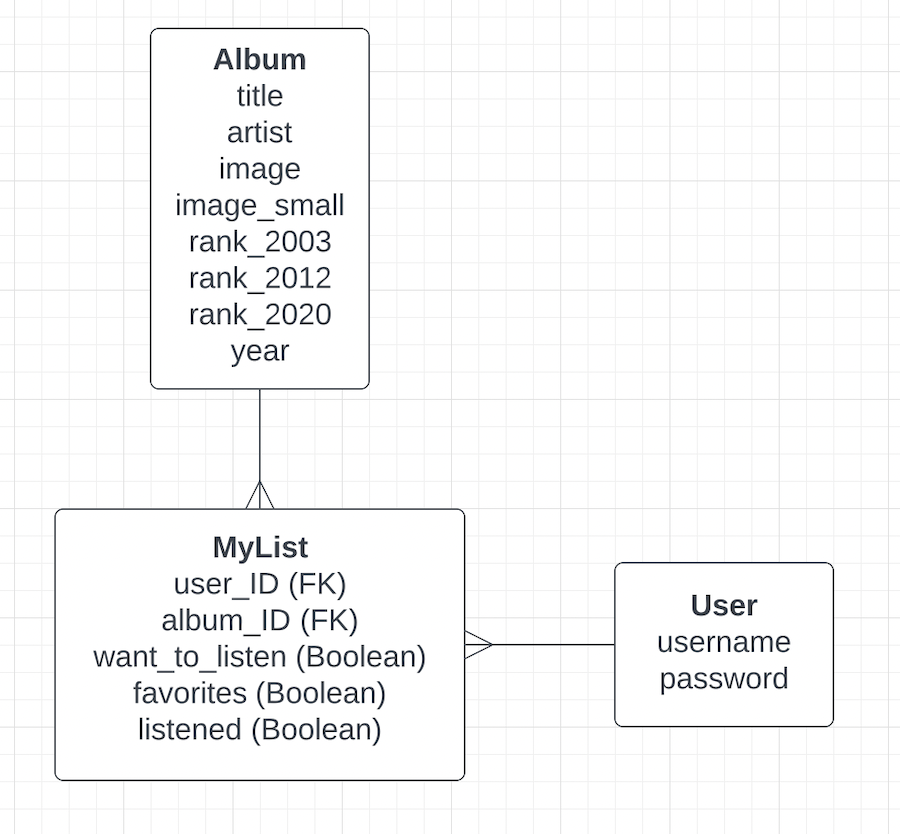 Album
title
artist
image
image_small
rank_2003
rank_2012
rank_2020
year
MyList
user_ID (FK)
album_ID (FK)
want_to_listen (Boolean)
favorites (Boolean)
listened (Boolean)
User
username
password